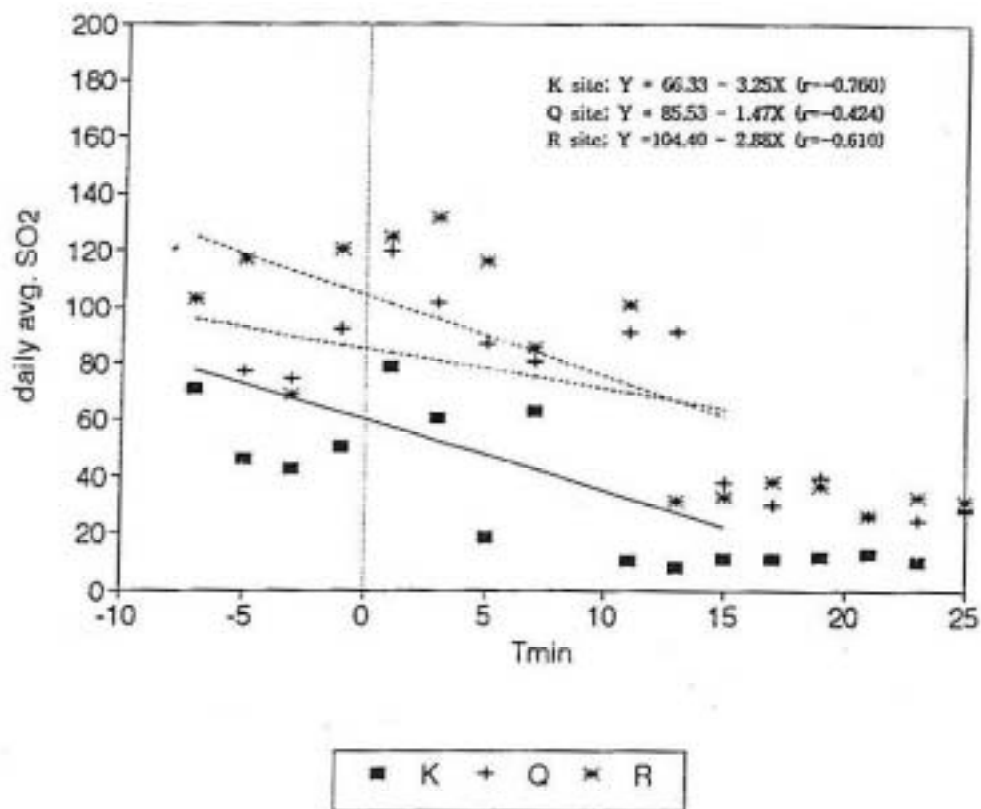 200
180
160
140
120
100
80
60
40
20
0
daily avg. SO2
K site: Y = 66.33 - 3.25X (r=-0.760)
Q site: Y = 85.53 - 1.47X (r=-0.424)
R site: Y =104.40 - 2.88X (r=-0.610)
-10 -5 0 5 10 15 20 25
Tmin
K Q R